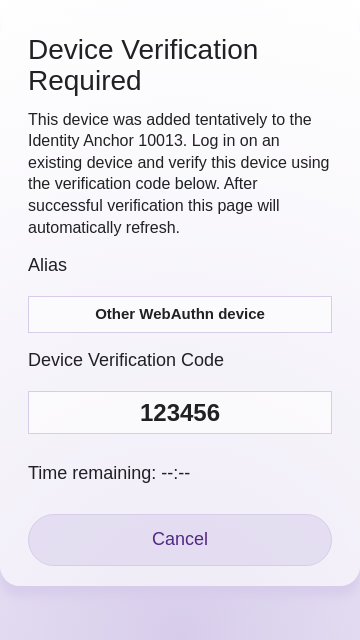 Device Verification
Required
This device was added tentatively to the
Identity Anchor 10013. Log in on an
existing device and verify this device using
the verification code below. After
successful verification this page will
automatically refresh.
Alias
Other WebAuthn device
Device Verification Code
123456
Time remaining: --:--
Cancel